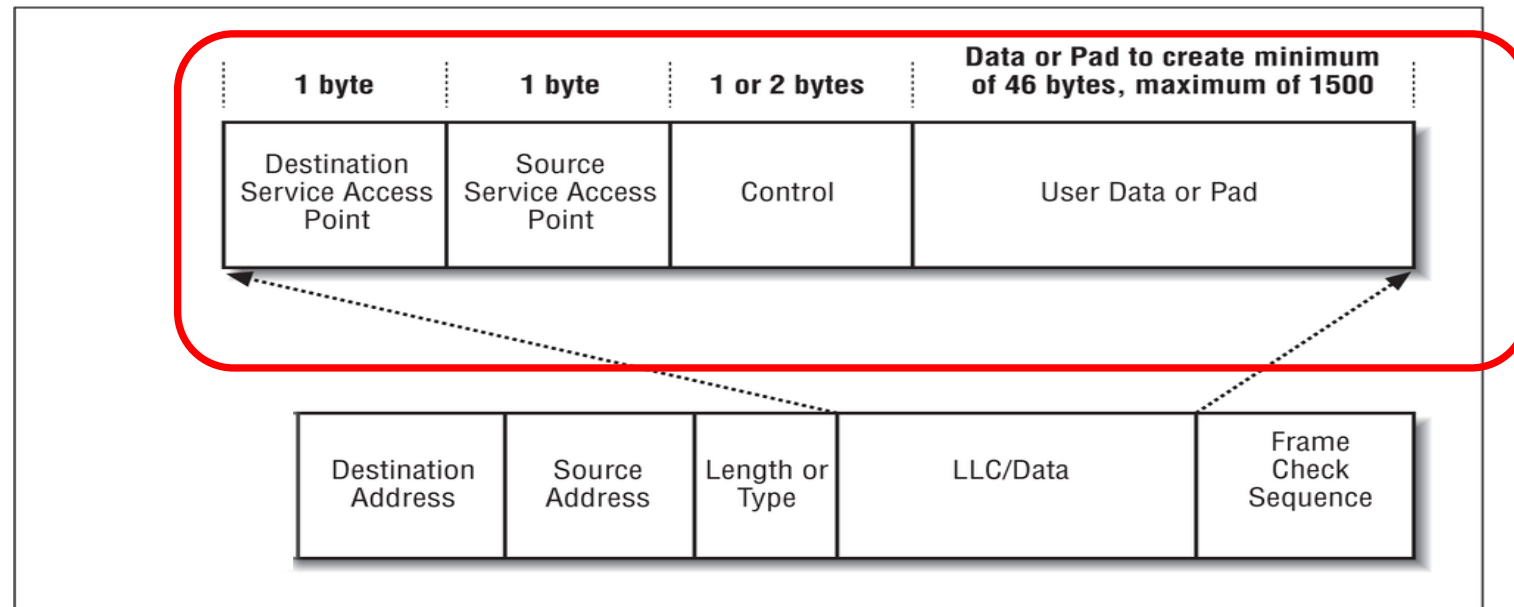 1 byte
1 byte
1 or 2 bytes
Data or Pad to create minimum
of 46 bytes, maximum of 1500
Destination
Service Access
Point
Source
Service Access
Point
Control
User Data or Pad
Destination
Address
Source
Address
Length or
Type
LLC/Data
Frame
Check
Sequence